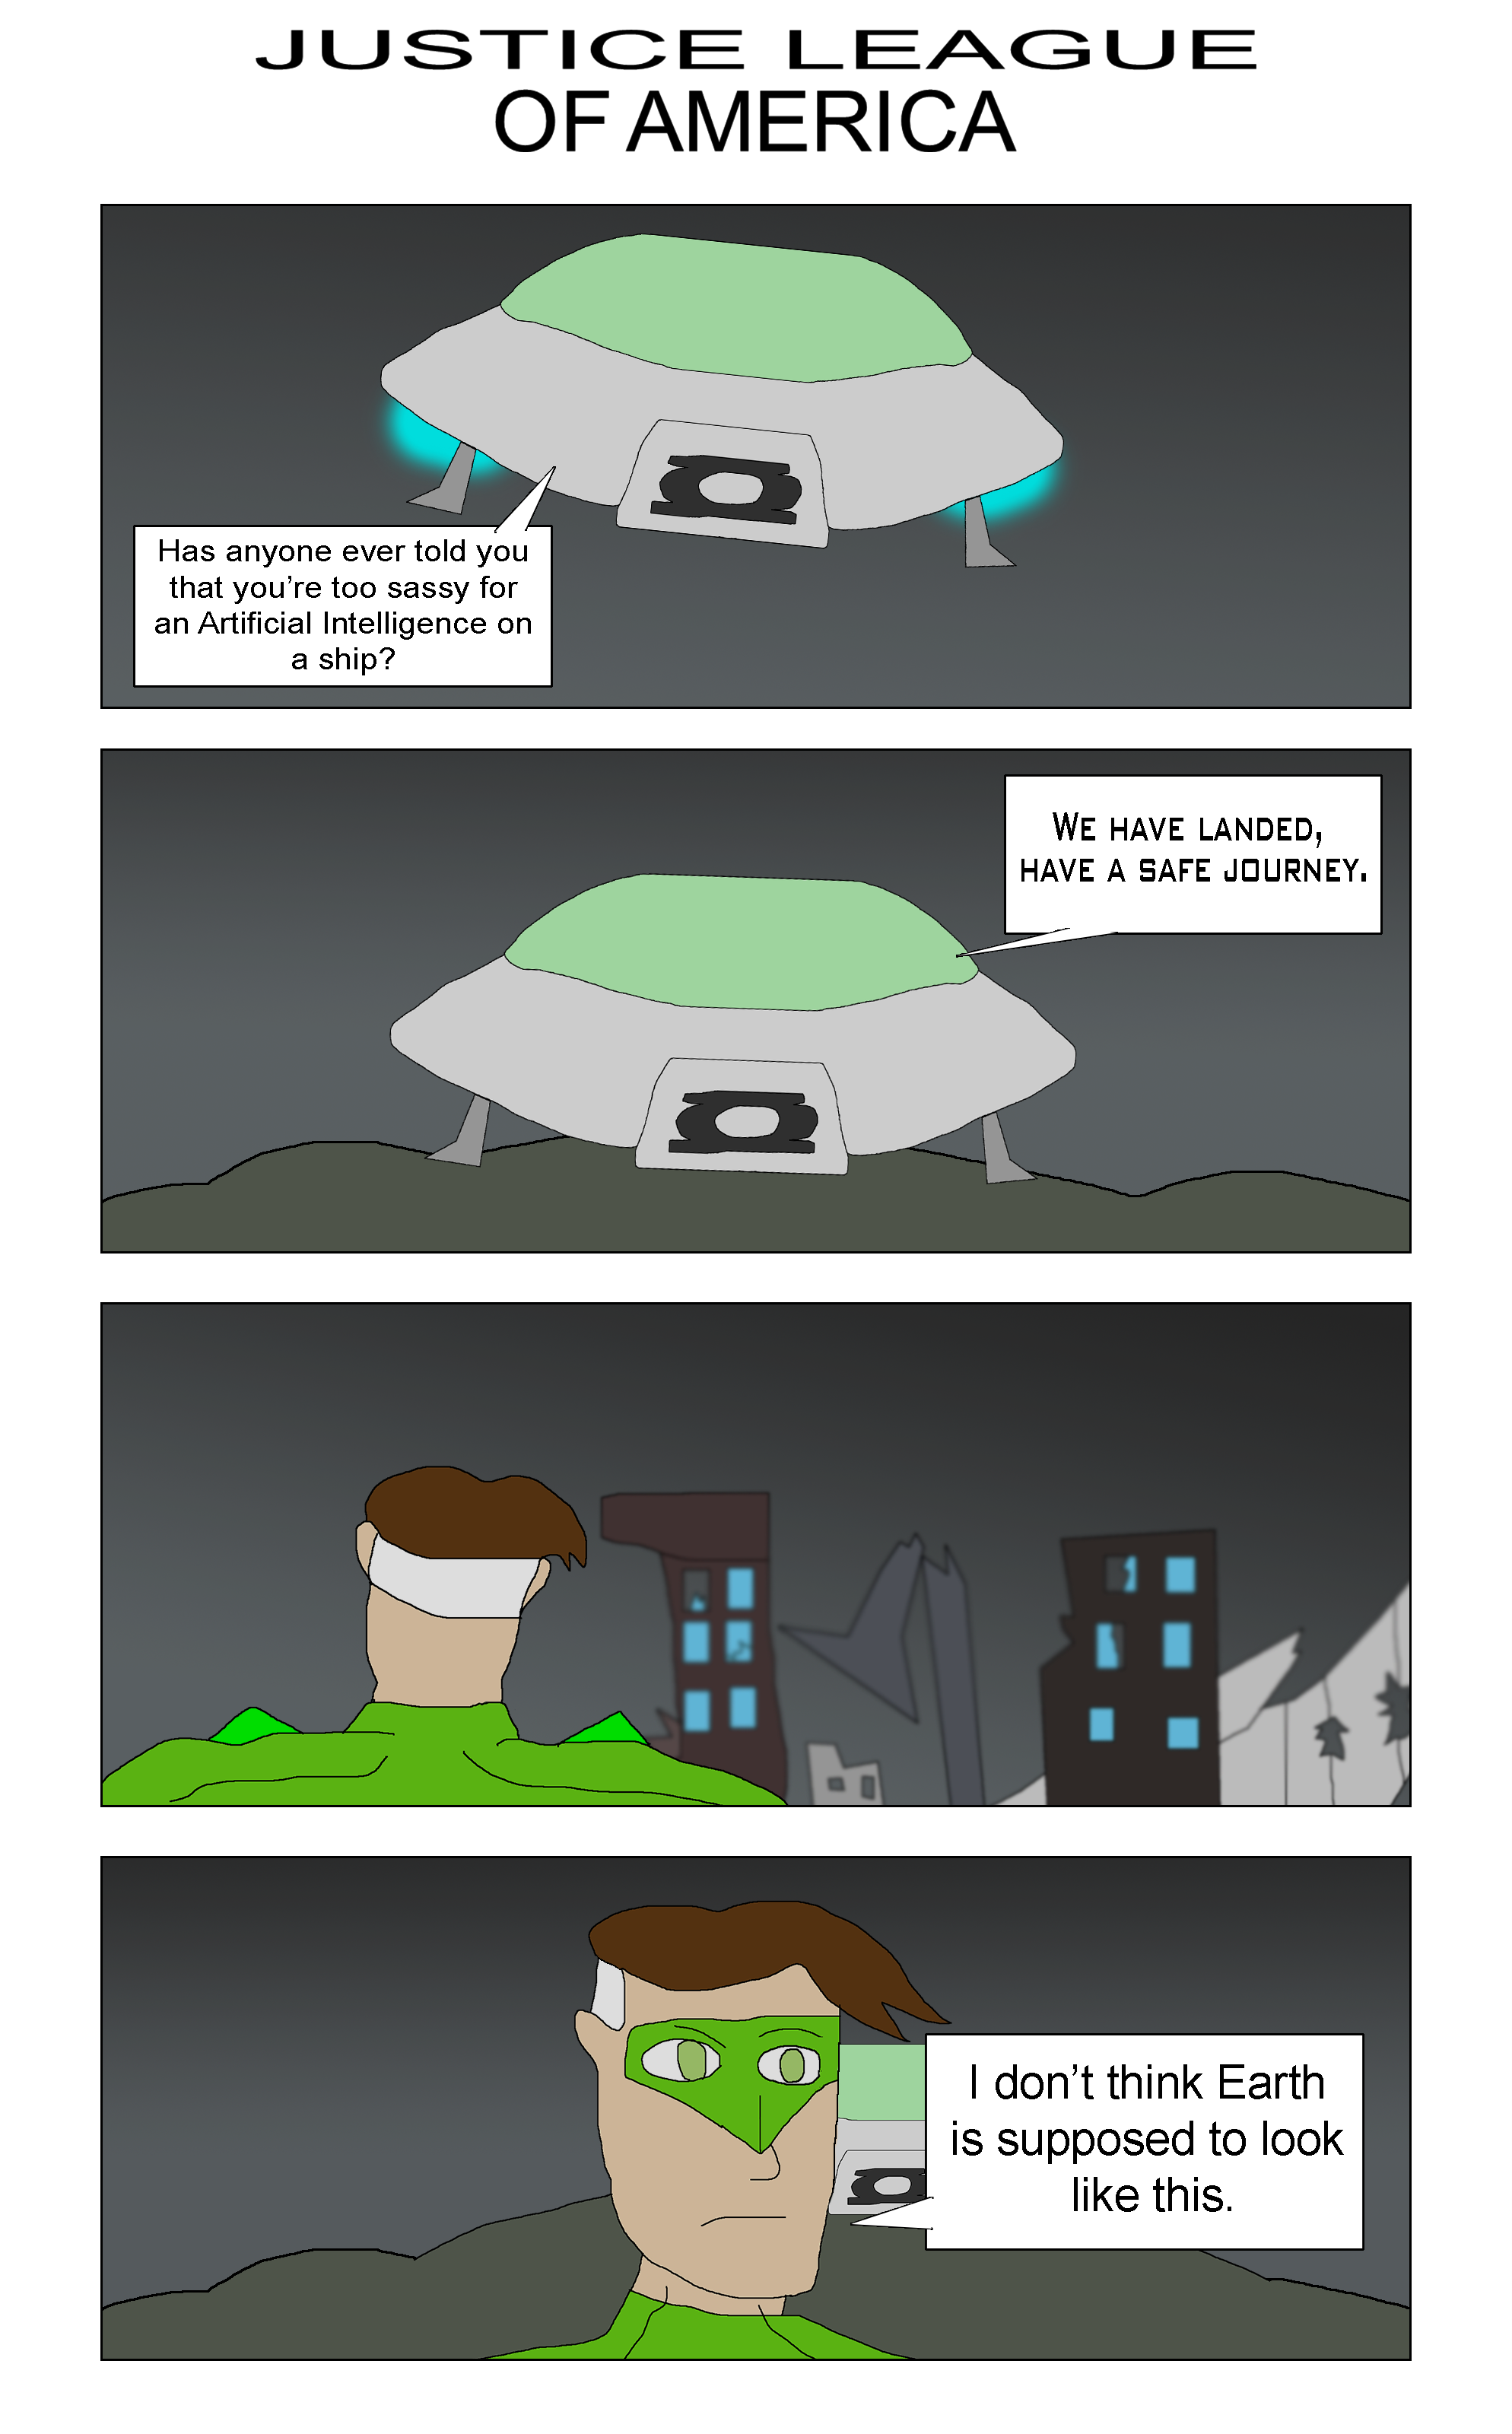 JUSTICE LEAGUE
OF AMERICA
Has anyone ever told you
that you're too sassy for
an Artificial Intelligence on
a ship?
WE HAVE LANDED,
HAVE A SAFE JOURNEY.
I don't think Earth
is supposed to look
like this.